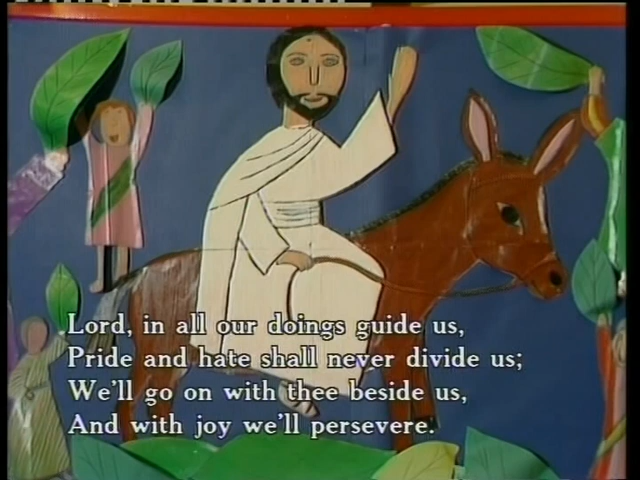 Lord, in all our doings guide us,
Pride and hate shall never divide us;
We'll go on with thee beside us,
And with joy we'll persevere.